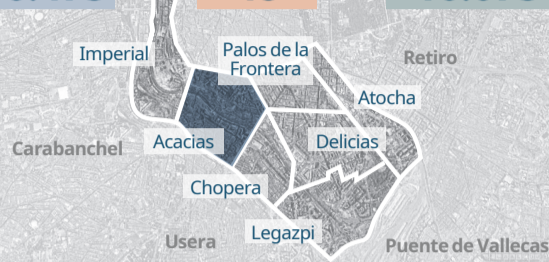 Imperial
Palos de la
Frontera
Retiro
Atocha
Carabanchel
Acacias
Delicias
Chopera
Legazpi
Usera
Puente de Vallecas